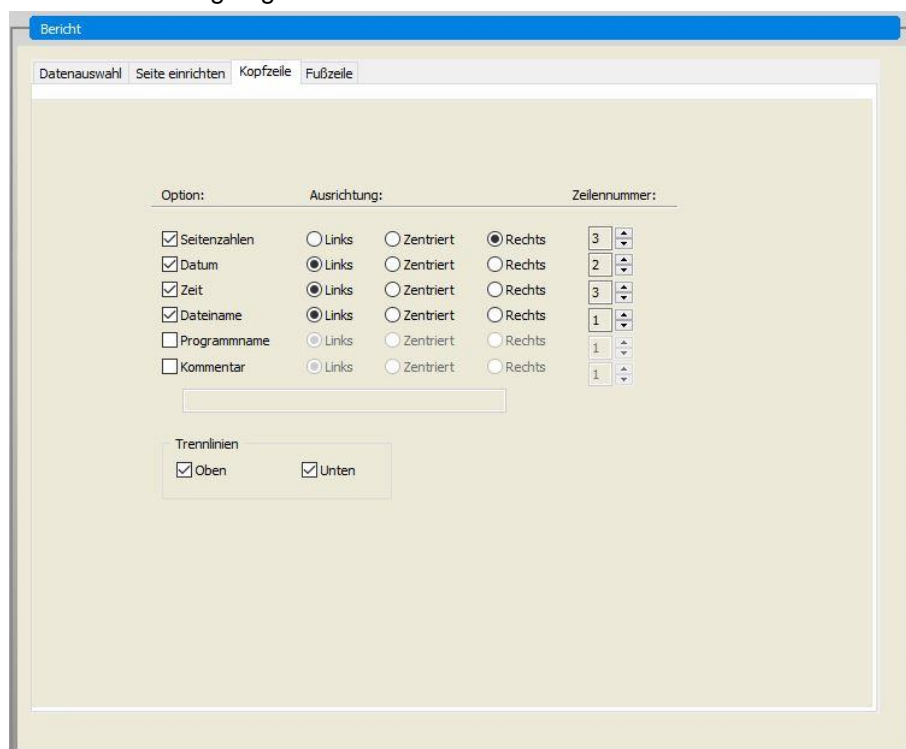 Bericht
Datenauswahl Seite einrichten Kopfzeile Fußzeile
Option: Ausrichtung: Zeilennummer:
Seitenzahlen Links Zentriert Rechts 3
Datum Links Zentriert Rechts 2
Zeit Links Zentriert Rechts 3
Dateiname Links Zentriert Rechts 1
Programmname Links Zentriert Rechts 1
Kommentar Links Zentriert Rechts 1
Trennlinien
Oben Unten